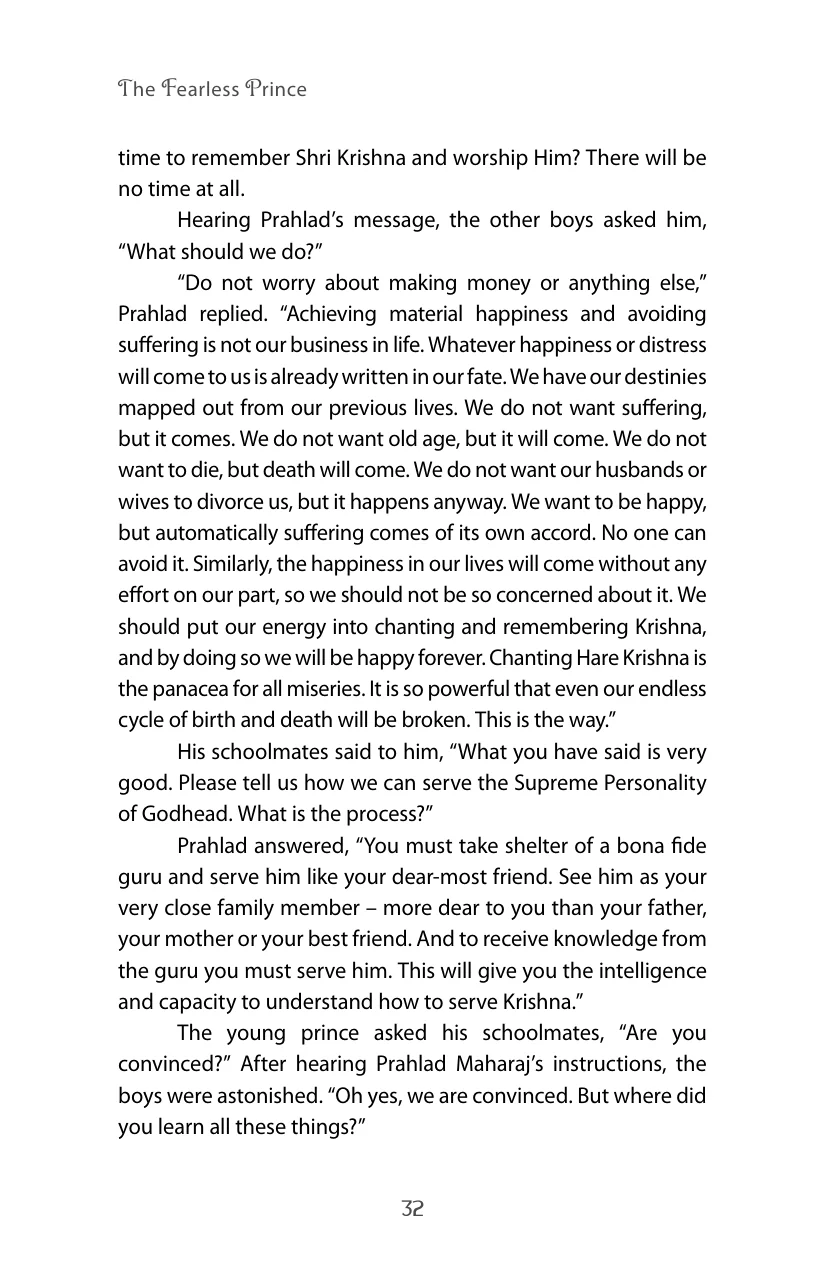 The Fearless Prince
time to remember Shri Krishna and worship Him? There will be
no time at all.
Hearing Prahlad’s message, the other boys asked him,
“What should we do?”
“Do not worry about making money or anything else,”
Prahlad replied. “Achieving material happiness and avoiding
suffering is not our business in life. Whatever happiness or distress
will come to us is already written in our fate. We have our destinies
mapped out from our previous lives. We do not want suffering,
but it comes. We do not want old age, but it will come. We do not
want to die, but death will come. We do not want our husbands or
wives to divorce us, but it happens anyway. We want to be happy,
but automatically suffering comes of its own accord. No one can
avoid it. Similarly, the happiness in our lives will come without any
effort on our part, so we should not be so concerned about it. We
should put our energy into chanting and remembering Krishna,
and by doing so we will be happy forever. Chanting Hare Krishna is
the panacea for all miseries. It is so powerful that even our endless
cycle of birth and death will be broken. This is the way.”
His schoolmates said to him, “What you have said is very
good. Please tell us how we can serve the Supreme Personality
of Godhead. What is the process?”
Prahlad answered, “You must take shelter of a bona fide
guru and serve him like your dear-most friend. See him as your
very close family member – more dear to you than your father,
your mother or your best friend. And to receive knowledge from
the guru you must serve him. This will give you the intelligence
and capacity to understand how to serve Krishna.”
The young prince asked his schoolmates, “Are you
convinced?” After hearing Prahlad Maharaj’s instructions, the
boys were astonished. “Oh yes, we are convinced. But where did
you learn all these things?”
32